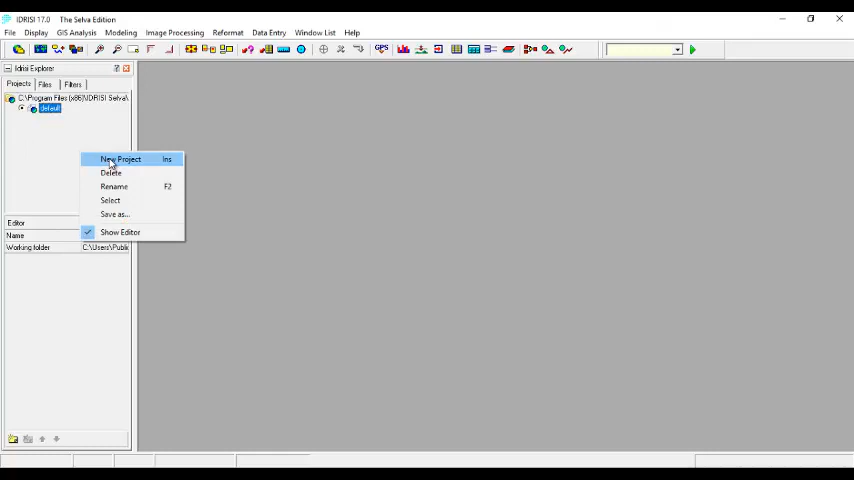 IDRISI 17.0 The Selva Edition
File Display GIS Analysis Modeling Image Processing Reformat Data Entry Window List Help
GPS
Idrisi Explorer
Projects Files Filters
C:\Program Files (x86)\IDRISI Selva\
default
New Project Ins
Delete
Rename F2
Select
Save as...
Show Editor
Editor
Name
Working folder C:\Users\Public